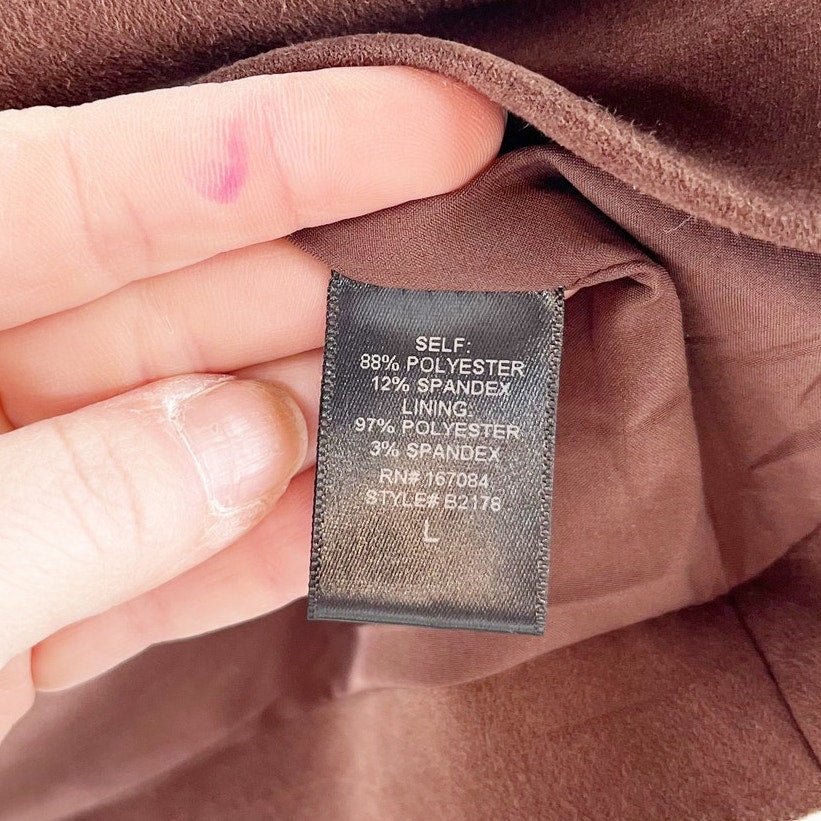 SELF:
88% POLYESTER
12% SPANDEX
LINING.
97% POLYESTER
3% SPANDEX
RN# 167084
STYLE# B2178
L